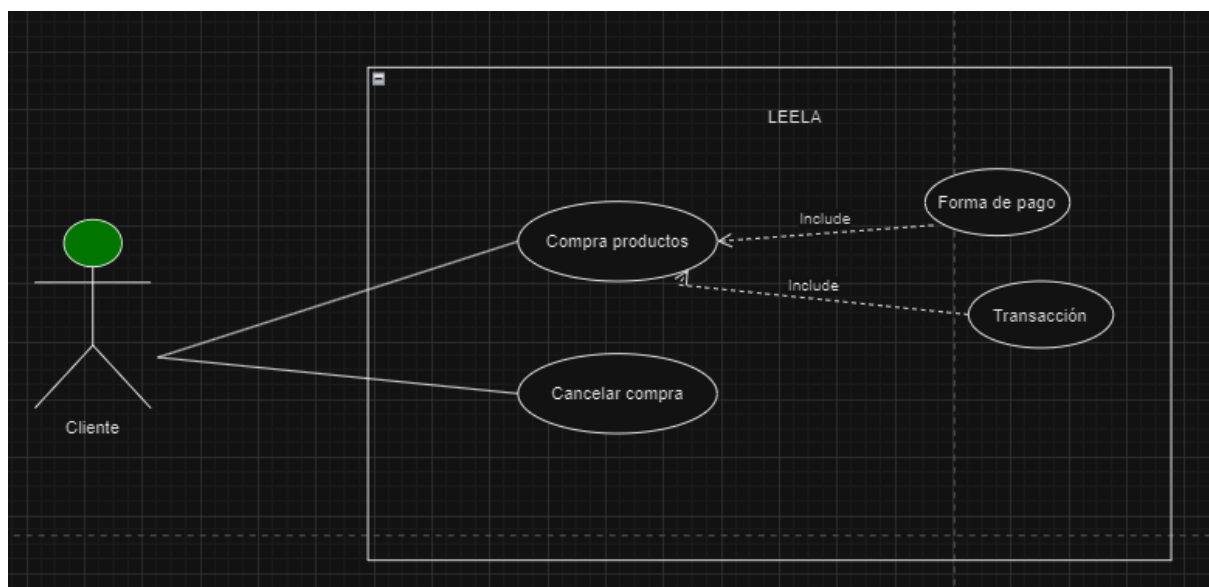 LEELA
Forma de pago
Include
Compra productos
Include
Transacción
Cancelar compra
Cliente